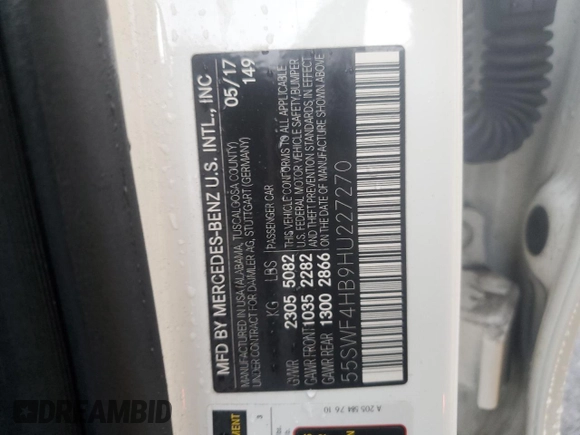 MFD BY MERCEDES-BENZ U.S. INTL., INC.
MANUFACTURED IN USA (ALABAMA, TUSCALOOSA COUNTY)
UNDER CONTRACT FOR DAIMLER AG, STUTTGART (GERMANY)
05/17
149
KG LBS PASSENGER CAR
GVWR 2305 5082
GAWR FRONT 1035 2282
GAWR REAR 1300 2866
THIS VEHICLE CONFORMS TO ALL APPLICABLE
U.S. FEDERAL MOTOR VEHICLE SAFETY, BUMPER
AND THEFT PREVENTION STANDARDS IN EFFECT
ON THE DATE OF MANUFACTURE SHOWN ABOVE
55SWF4HB9HU227270
A 205 584 76 10
3
DREAMBID